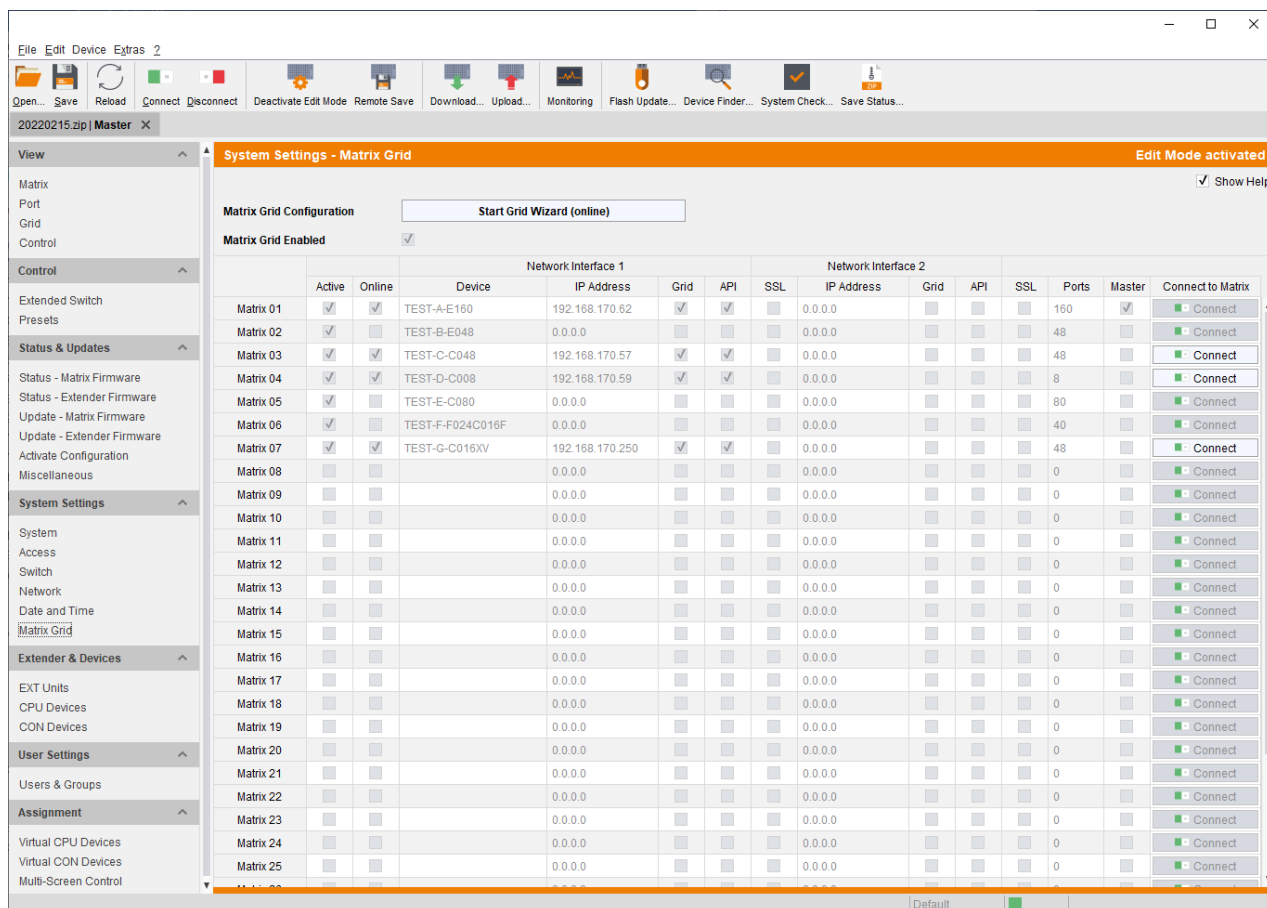 File Edit Device Extras ?
Open... Save Reload Connect Disconnect Deactivate Edit Mode Remote Save Download... Upload... Monitoring Flash Update... Device Finder... System Check... Save Status...
20220215.zip | Master X
View
Matrix
Port
Grid
Control
Control
Extended Switch
Presets
Status & Updates
Status - Matrix Firmware
Status - Extender Firmware
Update - Matrix Firmware
Update - Extender Firmware
Activate Configuration
Miscellaneous
System Settings
System
Access
Switch
Network
Date and Time
Matrix Grid
Extender & Devices
EXT Units
CPU Devices
CON Devices
User Settings
Users & Groups
Assignment
Virtual CPU Devices
Virtual CON Devices
Multi-Screen Control
System Settings - Matrix Grid Edit Mode activated
Show Help
Matrix Grid Configuration Start Grid Wizard (online)
Matrix Grid Enabled
Network Interface 1 Network Interface 2
Active Online Device IP Address Grid API SSL IP Address Grid API SSL Ports Master Connect to Matrix
Matrix 01 TEST-A-E160 192.168.170.62 0.0.0.0 160 Connect
Matrix 02 TEST-B-E048 0.0.0.0 0.0.0.0 48 Connect
Matrix 03 TEST-C-C048 192.168.170.57 0.0.0.0 48 Connect
Matrix 04 TEST-D-C008 192.168.170.59 0.0.0.0 8 Connect
Matrix 05 TEST-E-C080 0.0.0.0 0.0.0.0 80 Connect
Matrix 06 TEST-F-F024C016F 0.0.0.0 0.0.0.0 40 Connect
Matrix 07 TEST-G-C016XV 192.168.170.250 0.0.0.0 48 Connect
Matrix 08 0.0.0.0 0.0.0.0 0 Connect
Matrix 09 0.0.0.0 0.0.0.0 0 Connect
Matrix 10 0.0.0.0 0.0.0.0 0 Connect
Matrix 11 0.0.0.0 0.0.0.0 0 Connect
Matrix 12 0.0.0.0 0.0.0.0 0 Connect
Matrix 13 0.0.0.0 0.0.0.0 0 Connect
Matrix 14 0.0.0.0 0.0.0.0 0 Connect
Matrix 15 0.0.0.0 0.0.0.0 0 Connect
Matrix 16 0.0.0.0 0.0.0.0 0 Connect
Matrix 17 0.0.0.0 0.0.0.0 0 Connect
Matrix 18 0.0.0.0 0.0.0.0 0 Connect
Matrix 19 0.0.0.0 0.0.0.0 0 Connect
Matrix 20 0.0.0.0 0.0.0.0 0 Connect
Matrix 21 0.0.0.0 0.0.0.0 0 Connect
Matrix 22 0.0.0.0 0.0.0.0 0 Connect
Matrix 23 0.0.0.0 0.0.0.0 0 Connect
Matrix 24 0.0.0.0 0.0.0.0 0 Connect
Matrix 25 0.0.0.0 0.0.0.0 0 Connect
Default